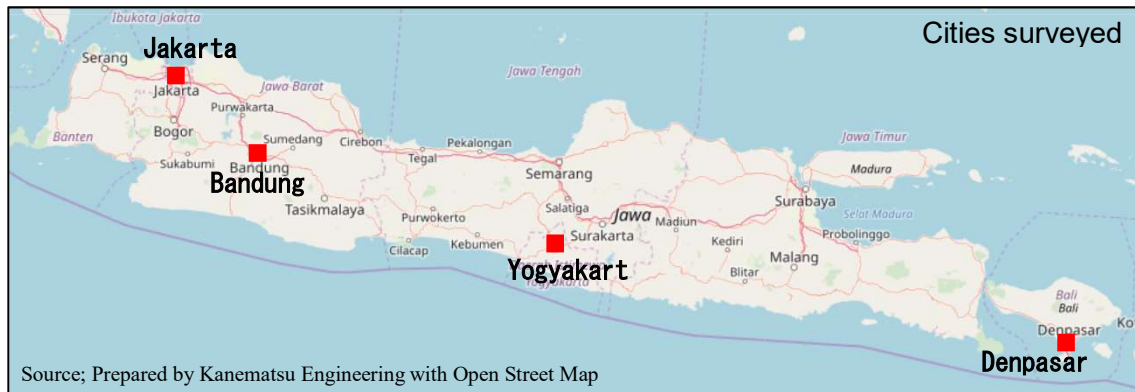 Ibukota Jakarta
Cities surveyed
Jakarta
Serang
Jakarta
Jawa Tengah
Jawa Barat
Purwakarta
Bogor
Banten
Sumedang
Cirebon
Pekalongan
Jawa Timur
Sukabumi
Bandung
Bandung
Tegal
Semarang
Madura
Tasikmalaya
Salatiga
Surabaya
Purwokerto
Jawa
Madiun
Selat Madura
Surakarta
Cilacap
Kebumen
Kediri
Probolinggo
Yogyakart
Yogyakarta
Blitar
Malang
Bali
Bali
Denpasar
Denpasar
Source; Prepared by Kanematsu Engineering with Open Street Map